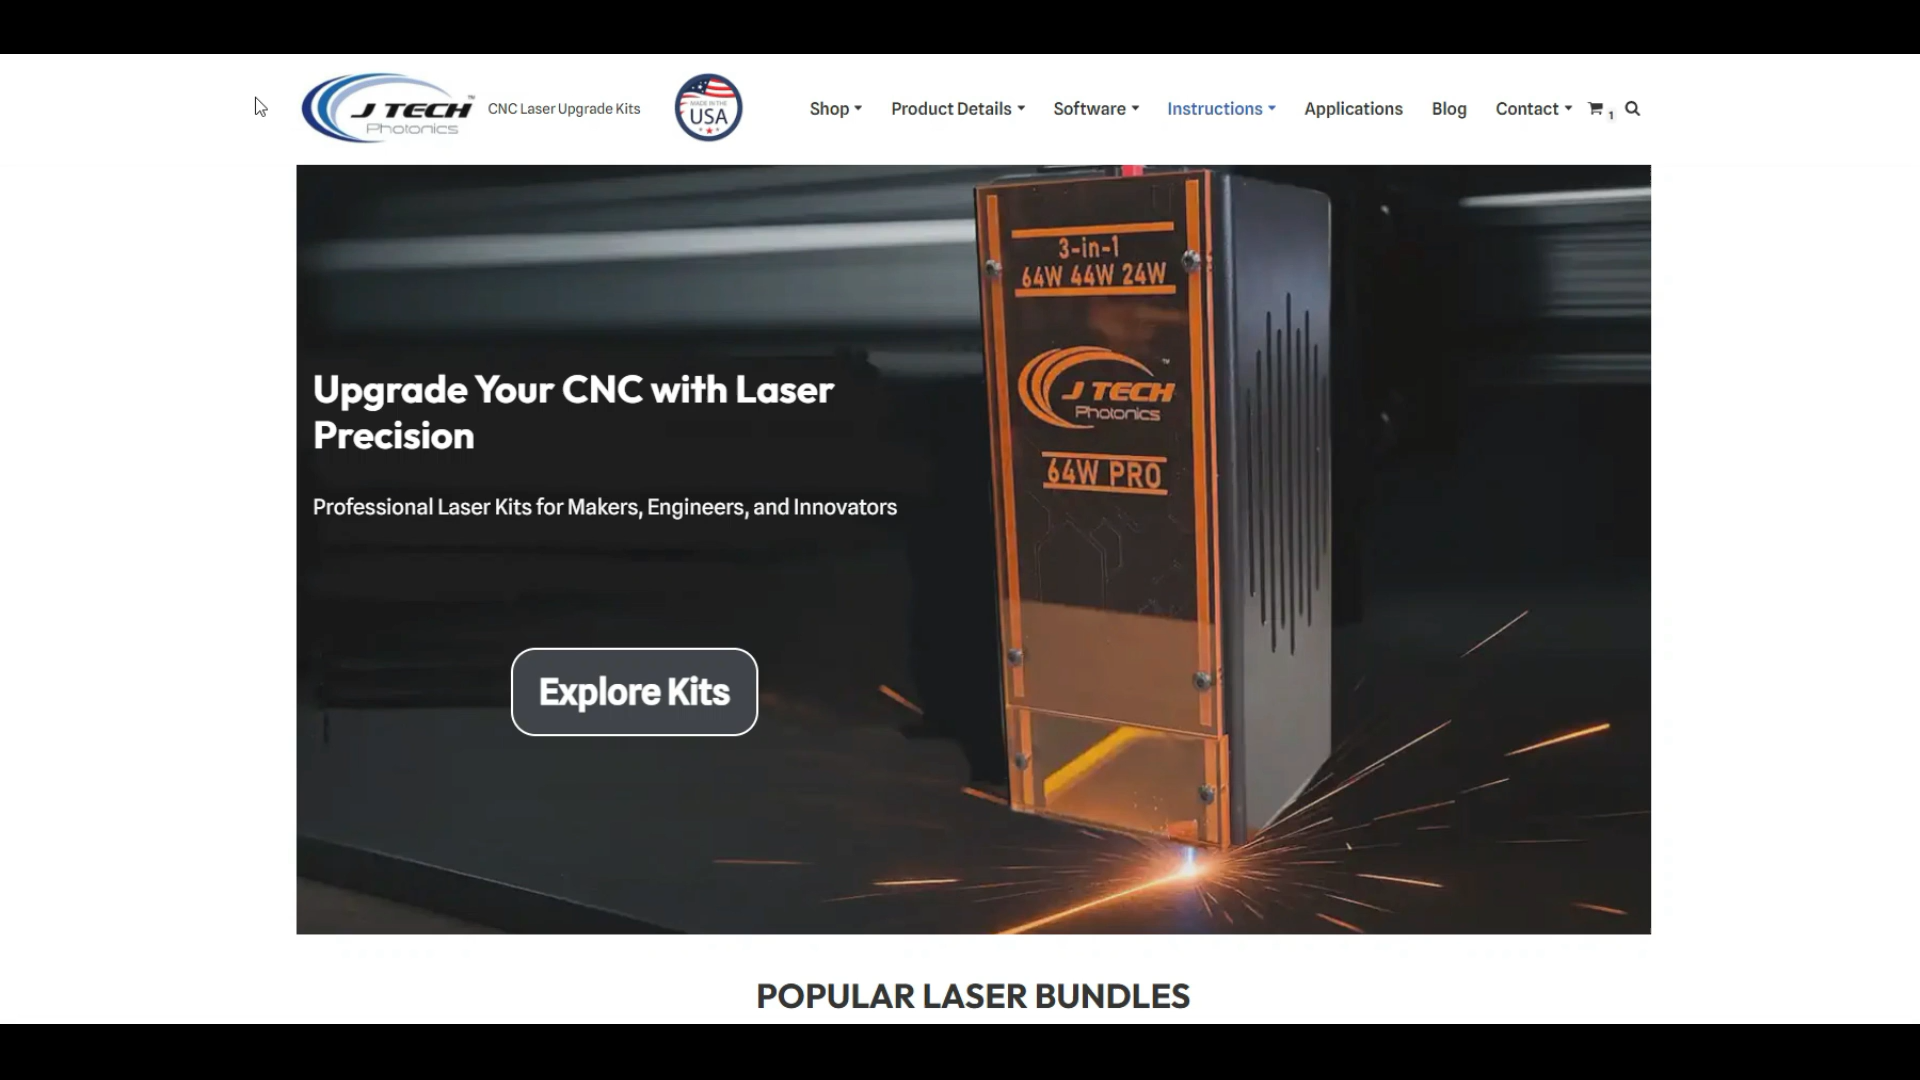 J TECH™
Photonics
CNC Laser Upgrade Kits
MADE IN THE
USA
Shop
Product Details
Software
Instructions
Applications
Blog
Contact
1
3-in-1
64W 44W 24W
J TECH™
Photonics
64W PRO
Upgrade Your CNC with Laser
Precision
Professional Laser Kits for Makers, Engineers, and Innovators
Explore Kits
POPULAR LASER BUNDLES